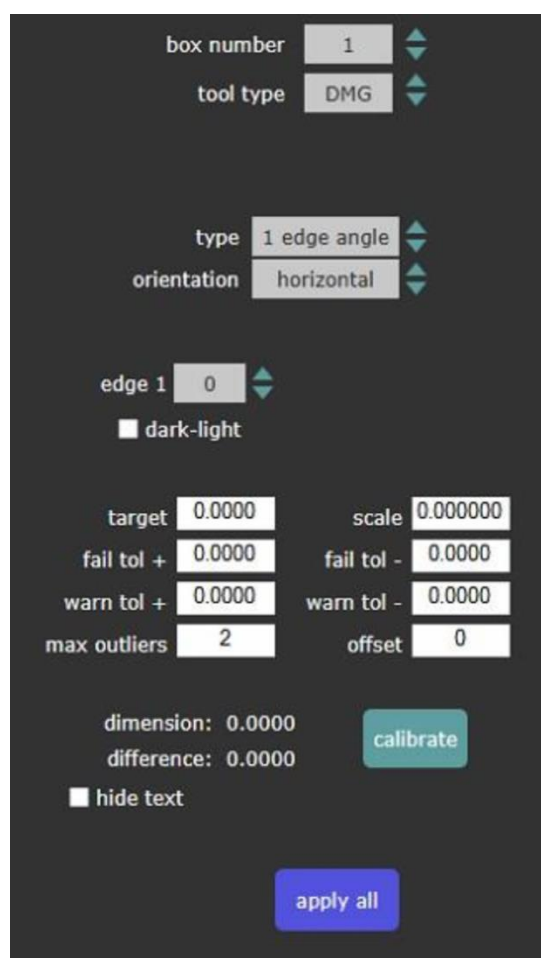 box number 1
tool type DMG
type 1 edge angle
orientation horizontal
edge 1 0
dark-light
target 0.0000 scale 0.000000
fail tol + 0.0000 fail tol - 0.0000
warn tol + 0.0000 warn tol - 0.0000
max outliers 2 offset 0
dimension: 0.0000
calibrate
difference: 0.0000
hide text
apply all